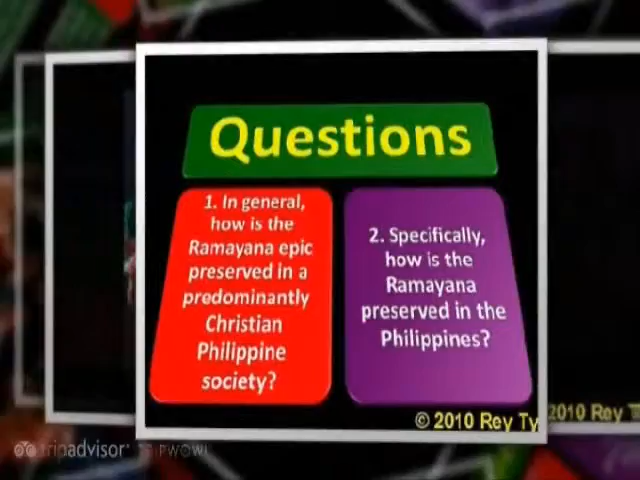 Questions
1. In general,
how is the
Ramayana epic
preserved in a
predominantly
Christian
Philippine
society?
2. Specifically,
how is the
Ramayana
preserved in the
Philippines?
© 2010 Rey Ty
2010 Rey T
tripadvisor